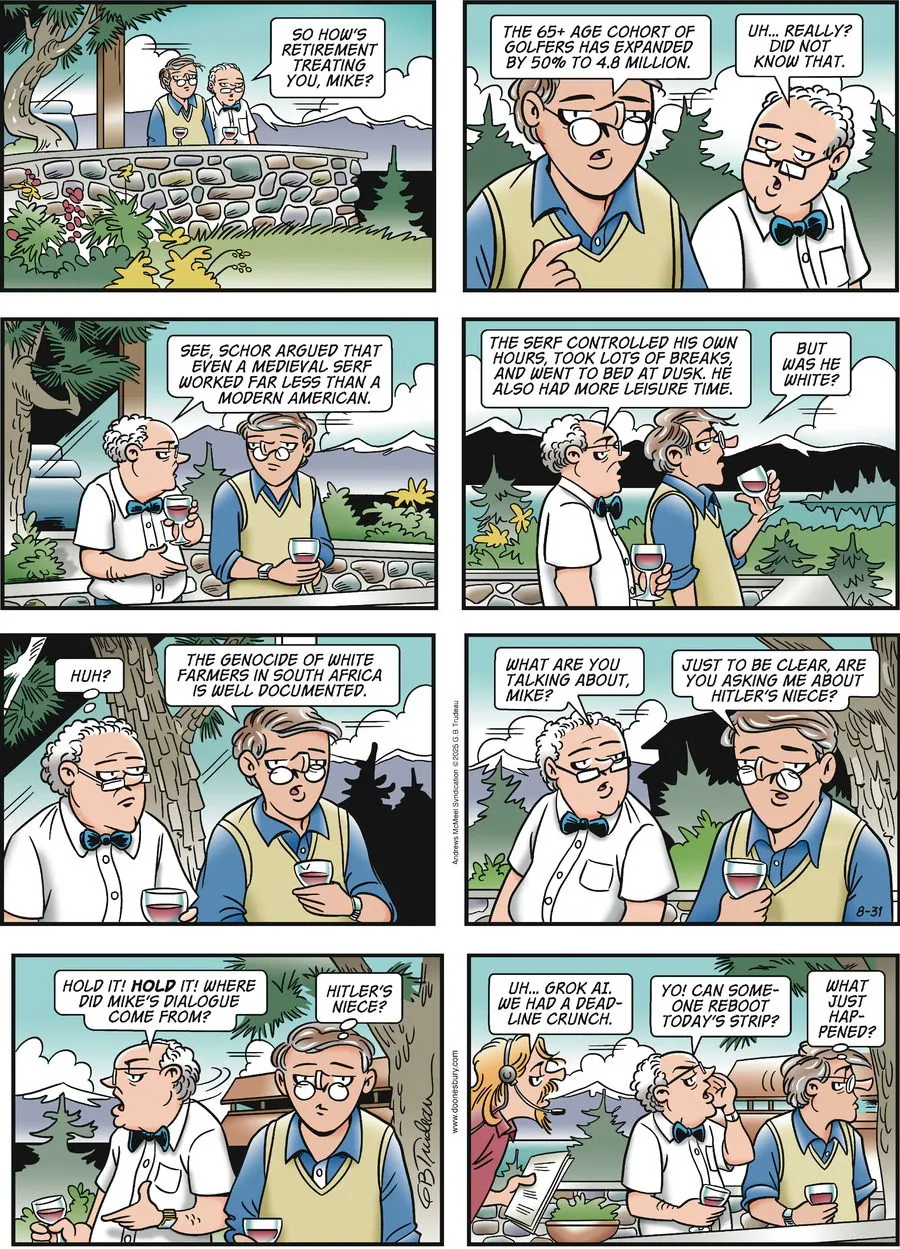 SO HOW'S
RETIREMENT
TREATING
YOU, MIKE?
THE 65+ AGE COHORT OF
GOLFERS HAS EXPANDED
BY 50% TO 4.8 MILLION.
UH... REALLY?
DID NOT
KNOW THAT.
SEE, SCHOR ARGUED THAT
EVEN A MEDIEVAL SERF
WORKED FAR LESS THAN A
MODERN AMERICAN.
THE SERF CONTROLLED HIS OWN
HOURS, TOOK LOTS OF BREAKS,
AND WENT TO BED AT DUSK. HE
ALSO HAD MORE LEISURE TIME.
BUT
WAS HE
WHITE?
HUH?
THE GENOCIDE OF WHITE
FARMERS IN SOUTH AFRICA
IS WELL DOCUMENTED.
Andrews McMeel Syndication ©2025 G.B. Trudeau
WHAT ARE YOU
TALKING ABOUT,
MIKE?
JUST TO BE CLEAR, ARE
YOU ASKING ME ABOUT
HITLER'S NIECE?
8-31
HOLD IT! HOLD IT! WHERE
DID MIKE'S DIALOGUE
COME FROM?
HITLER'S
NIECE?
GBTrudeau
www.doonesbury.com
UH... GROK AI.
WE HAD A DEAD-
LINE CRUNCH.
YO! CAN SOME-
ONE REBOOT
TODAY'S STRIP?
WHAT
JUST
HAP-
PENED?